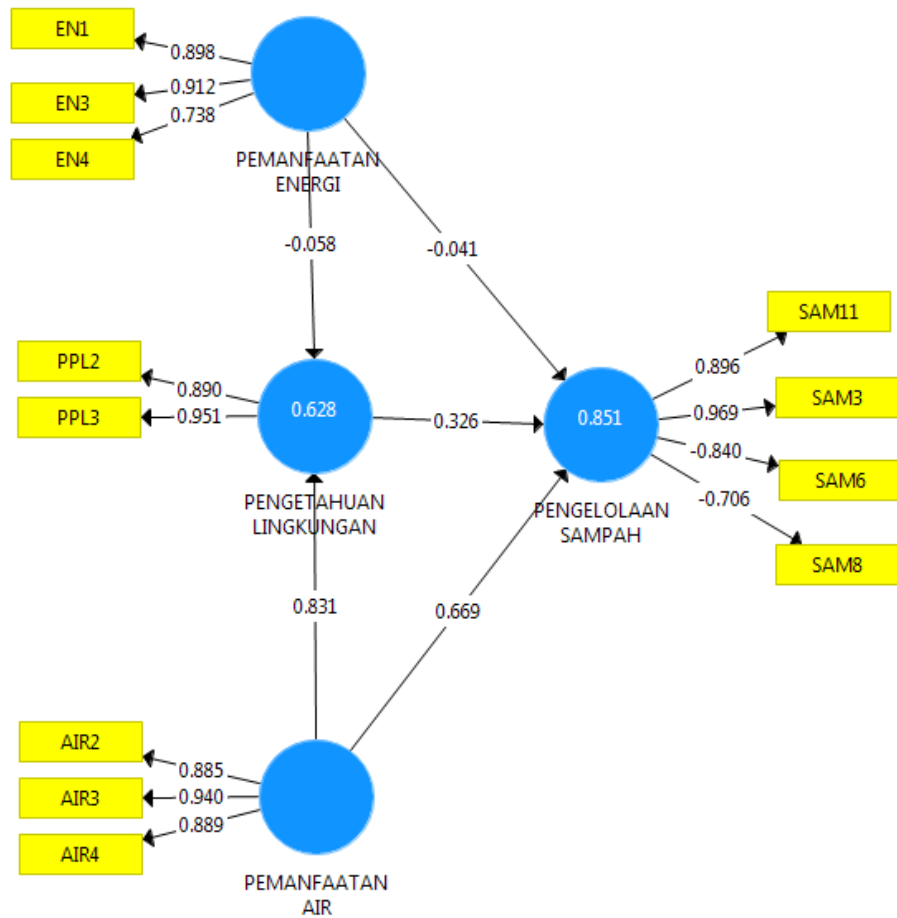 EN1
0.898
EN3
0.912
0.738
EN4
PEMANFAATAN
ENERGI
-0.058
-0.041
SAM11
0.896
PPL2
0.890
SAM3
0.969
PPL3
0.951
0.628
0.326
0.851
-0.840
SAM6
-0.706
PENGETAHUAN
LINGKUNGAN
PENGELOLAAN
SAMPAH
SAM8
0.831
0.669
AIR2
0.885
AIR3
0.940
0.889
AIR4
PEMANFAATAN
AIR